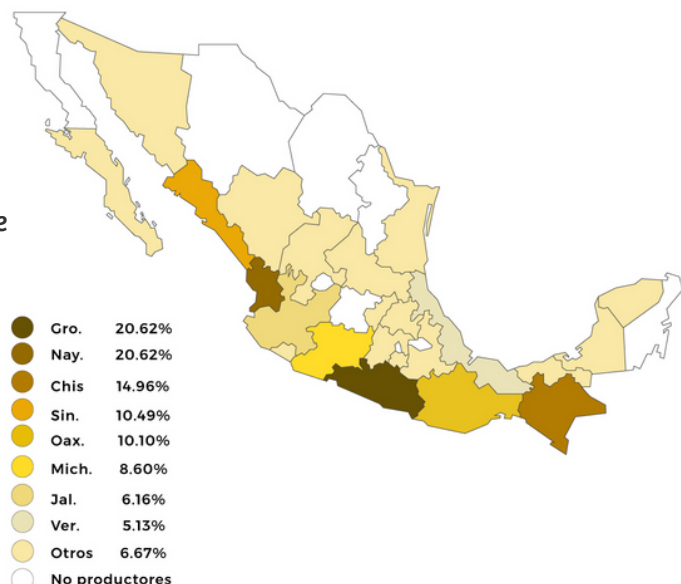 e
Gro. 20.62%
Nay. 20.62%
Chis 14.96%
Sin. 10.49%
Oax. 10.10%
Mich. 8.60%
Jal. 6.16%
Ver. 5.13%
Otros 6.67%
No productores